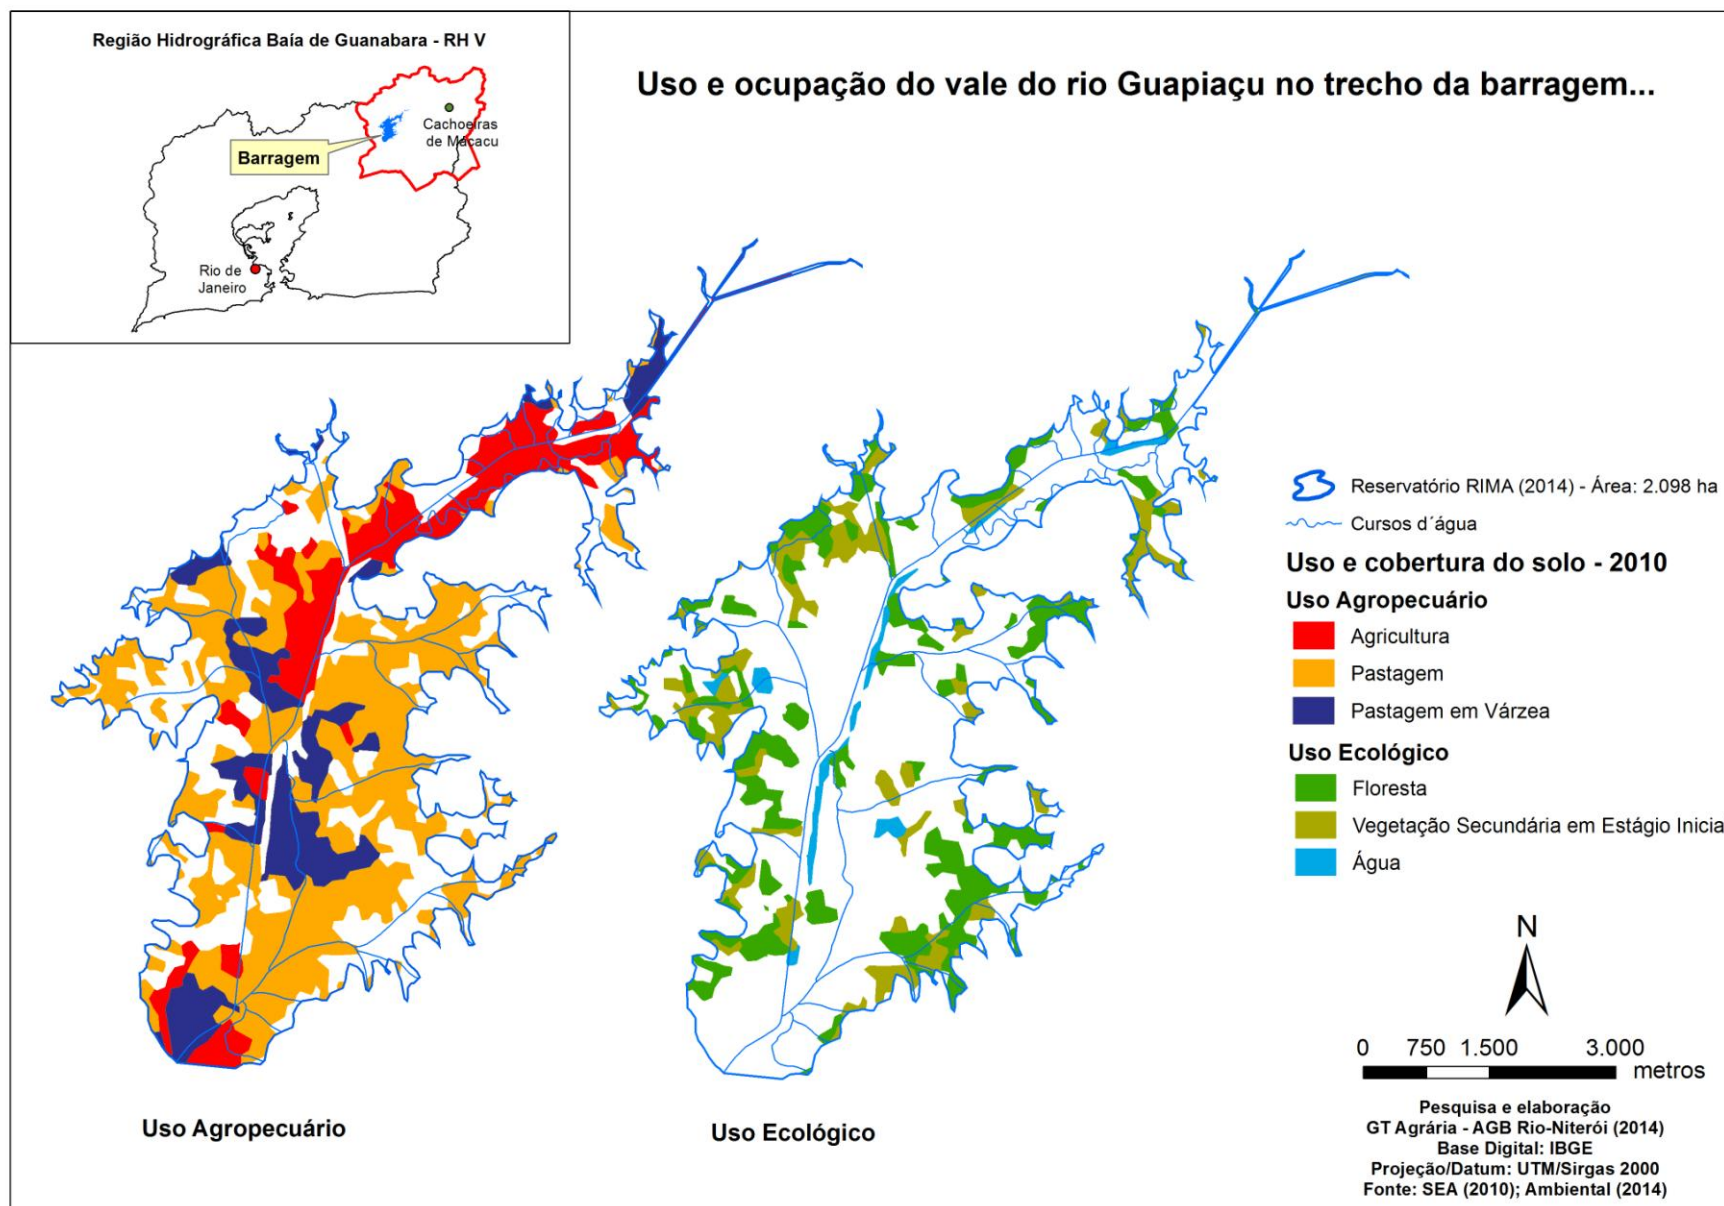 Região Hidrográfica Baía de Guanabara - RH V
Cachoeiras
de Macacu
Barragem
Rio de
Janeiro
Uso e ocupação do vale do rio Guapiaçu no trecho da barragem...
Reservatório RIMA (2014) - Área: 2.098 ha
Cursos d´água
Uso e cobertura do solo - 2010
Uso Agropecuário
Agricultura
Pastagem
Pastagem em Várzea
Uso Ecológico
Floresta
Vegetação Secundária em Estágio Inicia
Água
N
0 750 1.500 3.000
metros
Pesquisa e elaboração
GT Agrária - AGB Rio-Niterói (2014)
Base Digital: IBGE
Projeção/Datum: UTM/Sirgas 2000
Fonte: SEA (2010); Ambiental (2014)
Uso Agropecuário
Uso Ecológico